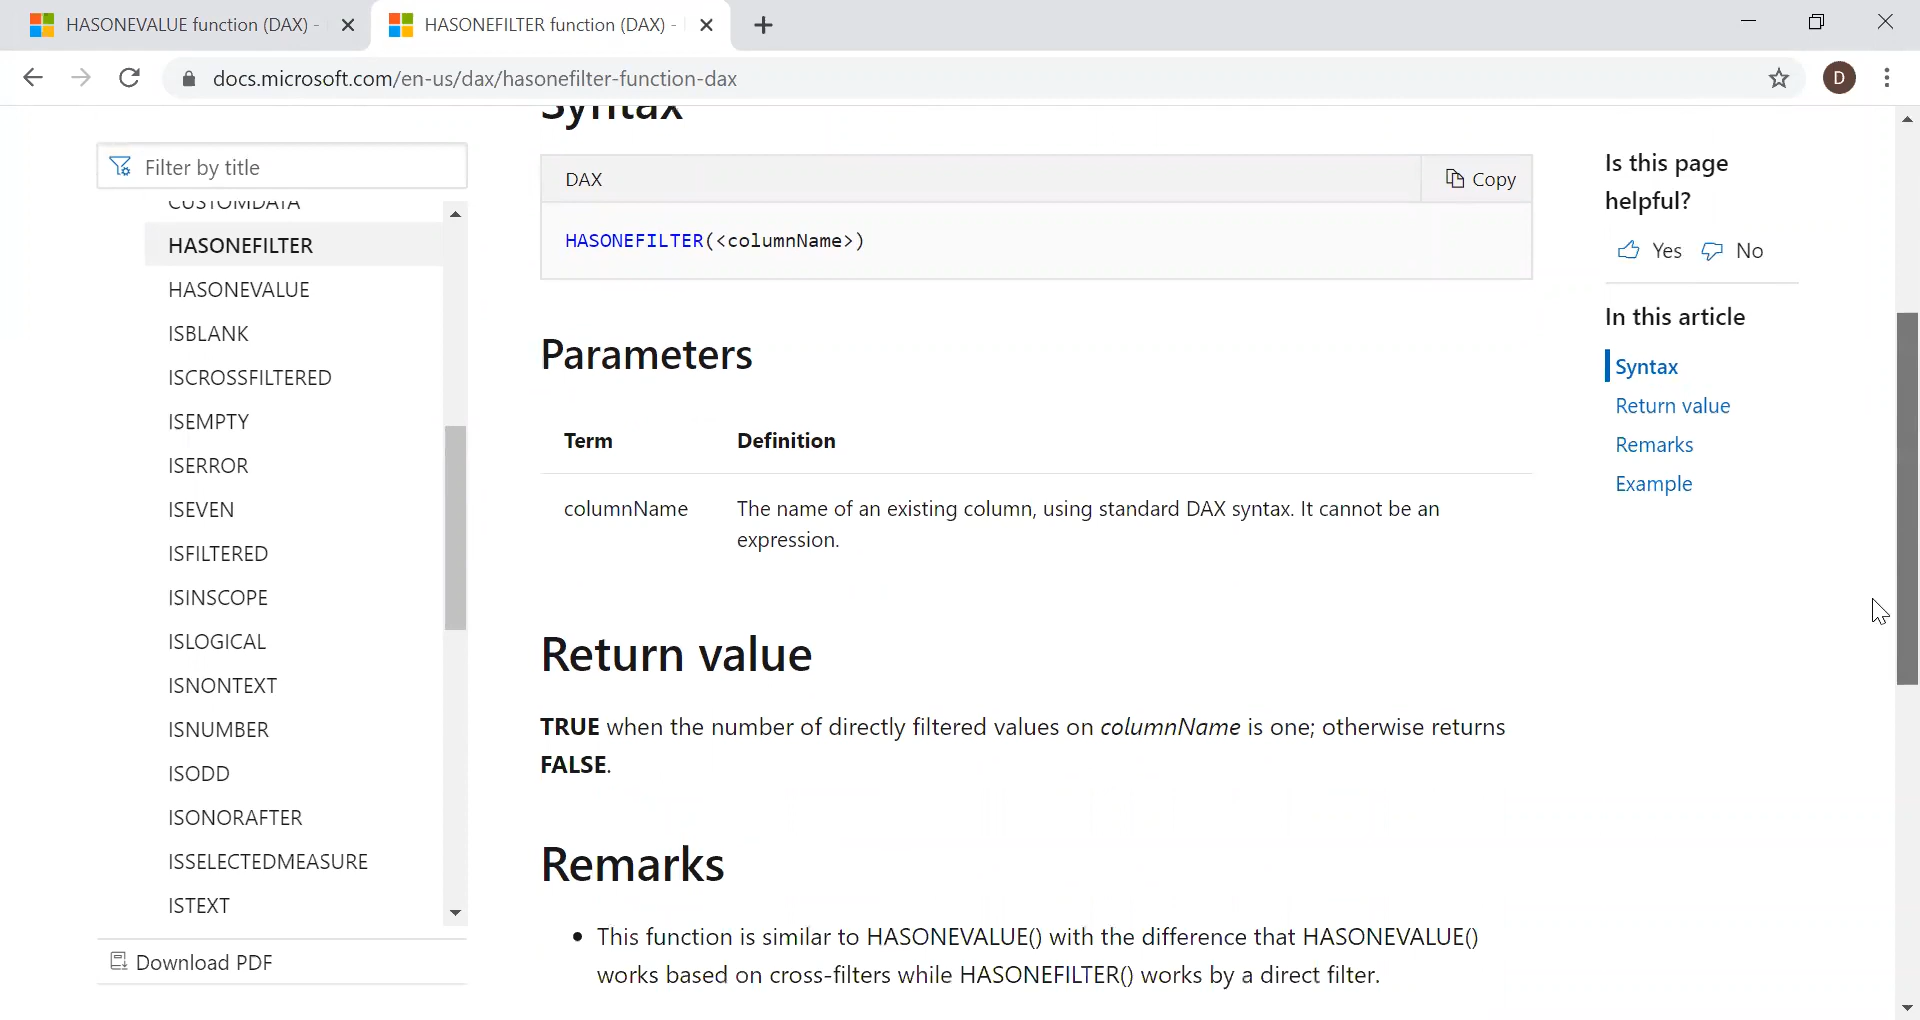 HASONEVALUE function (DAX) -
HASONEFILTER function (DAX) -
docs.microsoft.com/en-us/dax/hasonefilter-function-dax
D
Filter by title
CUSTOMDATA
HASONEFILTER
HASONEVALUE
ISBLANK
ISCROSSFILTERED
ISEMPTY
ISERROR
ISEVEN
ISFILTERED
ISINSCOPE
ISLOGICAL
ISNONTEXT
ISNUMBER
ISODD
ISONORAFTER
ISSELECTEDMEASURE
ISTEXT
Download PDF
Syntax
DAX
Copy
HASONEFILTER(<columnName>)
Parameters
Term Definition
columnName The name of an existing column, using standard DAX syntax. It cannot be an
expression.
Return value
TRUE when the number of directly filtered values on columnName is one; otherwise returns
FALSE.
Remarks
• This function is similar to HASONEVALUE() with the difference that HASONEVALUE()
works based on cross-filters while HASONEFILTER() works by a direct filter.
Is this page
helpful?
Yes No
In this article
Syntax
Return value
Remarks
Example